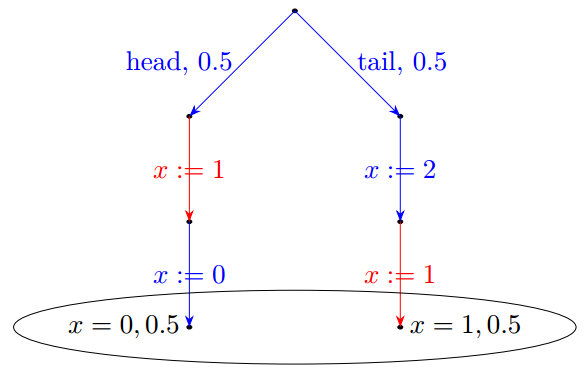 head, 0.5 tail, 0.5
x := 1 x := 2
x := 0 x := 1
x = 0, 0.5 x = 1, 0.5